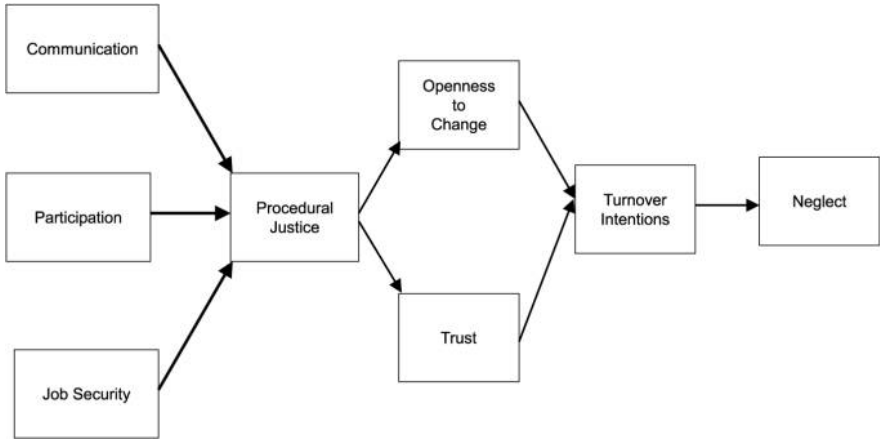 Communication
Participation
Job Security
Procedural
Justice
Openness
to
Change
Trust
Turnover
Intentions
Neglect